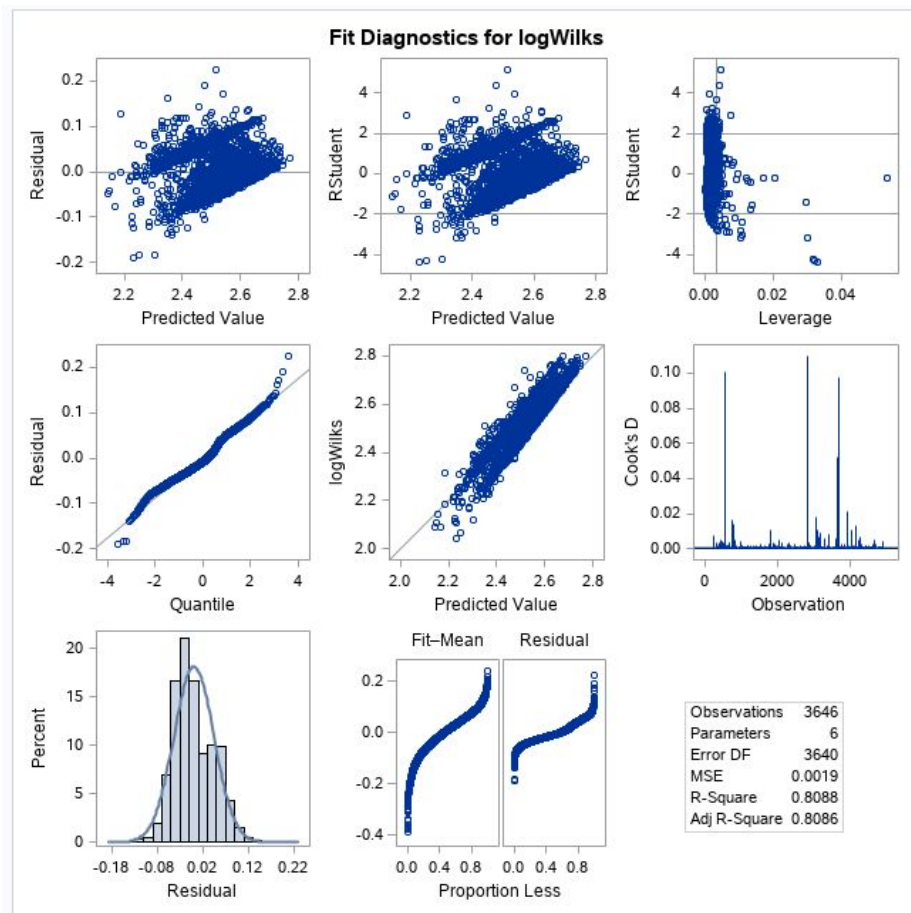 Fit Diagnostics for logWilks
Residual
0.2
0.1
0.0
-0.1
-0.2
2.2 2.4 2.6 2.8
Predicted Value
RStudent
4
2
0
-2
-4
2.2 2.4 2.6 2.8
Predicted Value
RStudent
4
2
0
-2
-4
0.00 0.02 0.04
Leverage
Residual
0.2
0.1
0.0
-0.1
-0.2
-4 -2 0 2 4
Quantile
logWilks
2.8
2.6
2.4
2.2
2.0
2.0 2.2 2.4 2.6 2.8
Predicted Value
Cook's D
0.10
0.08
0.06
0.04
0.02
0.00
0 2000 4000
Observation
Percent
20
15
10
5
0
-0.18 -0.08 0.02 0.12 0.22
Residual
Fit–Mean Residual
0.2
0.0
-0.2
-0.4
0.0 0.4 0.8 0.0 0.4 0.8
Proportion Less
Observations 3646
Parameters 6
Error DF 3640
MSE 0.0019
R-Square 0.8088
Adj R-Square 0.8086